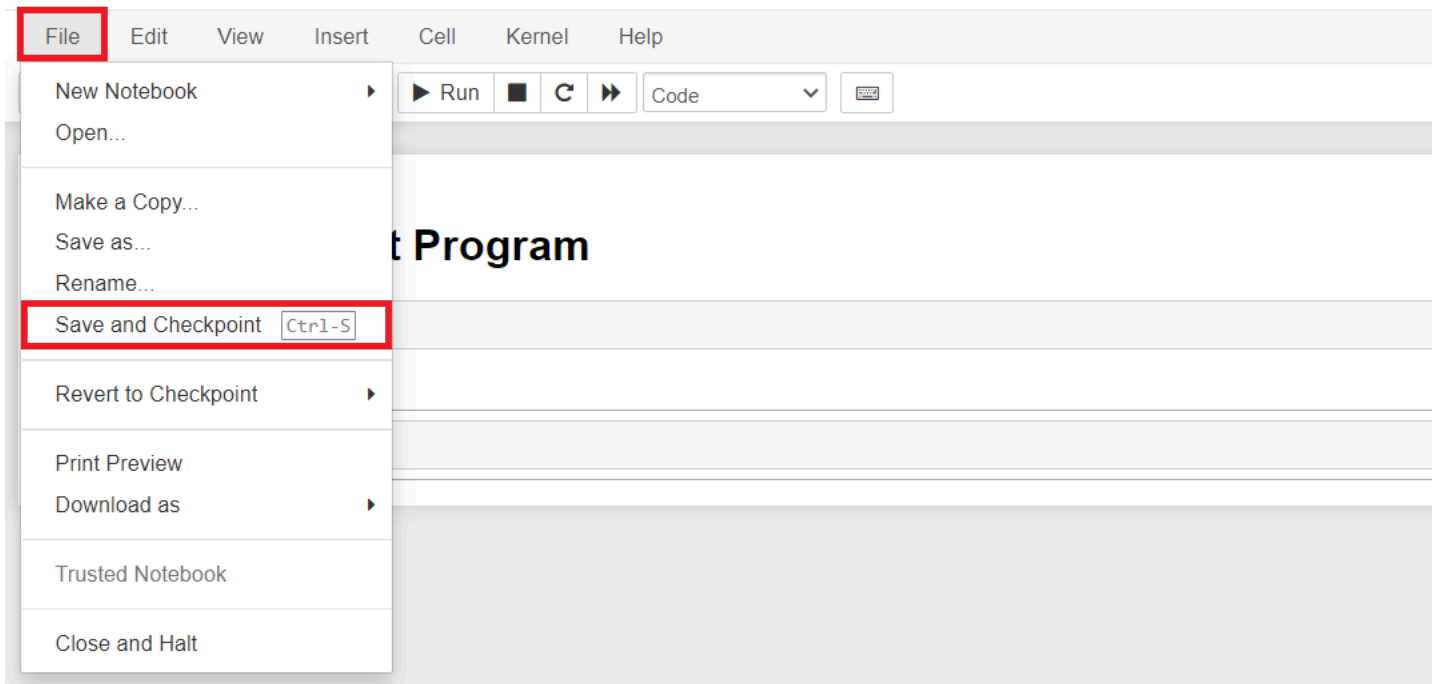 File Edit View Insert Cell Kernel Help
New Notebook
Run
Code
Open...
Make a Copy...
Save as...
t Program
Rename...
Save and Checkpoint Ctrl-S
Revert to Checkpoint
Print Preview
Download as
Trusted Notebook
Close and Halt